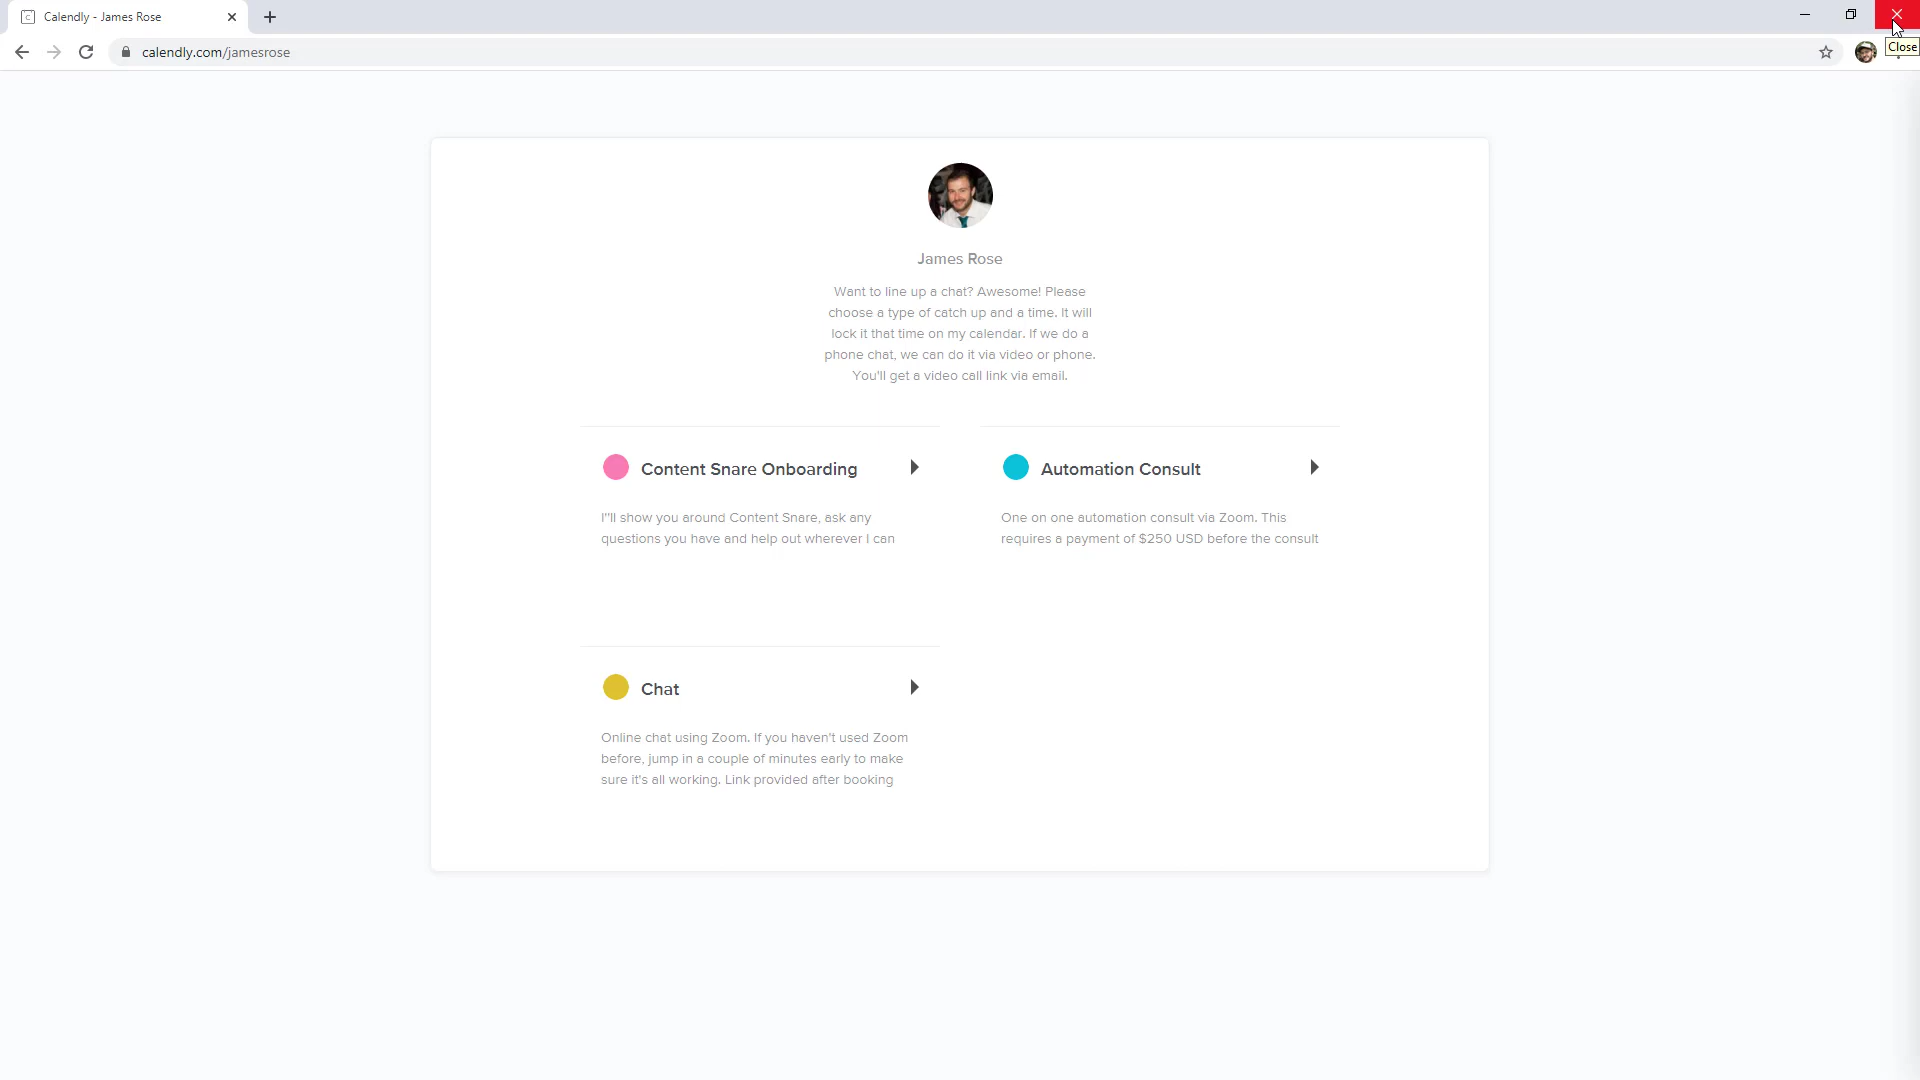 Calendly - James Rose
calendly.com/jamesrose
Close
James Rose
Want to line up a chat? Awesome! Please
choose a type of catch up and a time. It will
lock it that time on my calendar. If we do a
phone chat, we can do it via video or phone.
You'll get a video call link via email.
Content Snare Onboarding
I''ll show you around Content Snare, ask any
questions you have and help out wherever I can
Automation Consult
One on one automation consult via Zoom. This
requires a payment of $250 USD before the consult
Chat
Online chat using Zoom. If you haven't used Zoom
before, jump in a couple of minutes early to make
sure it's all working. Link provided after booking